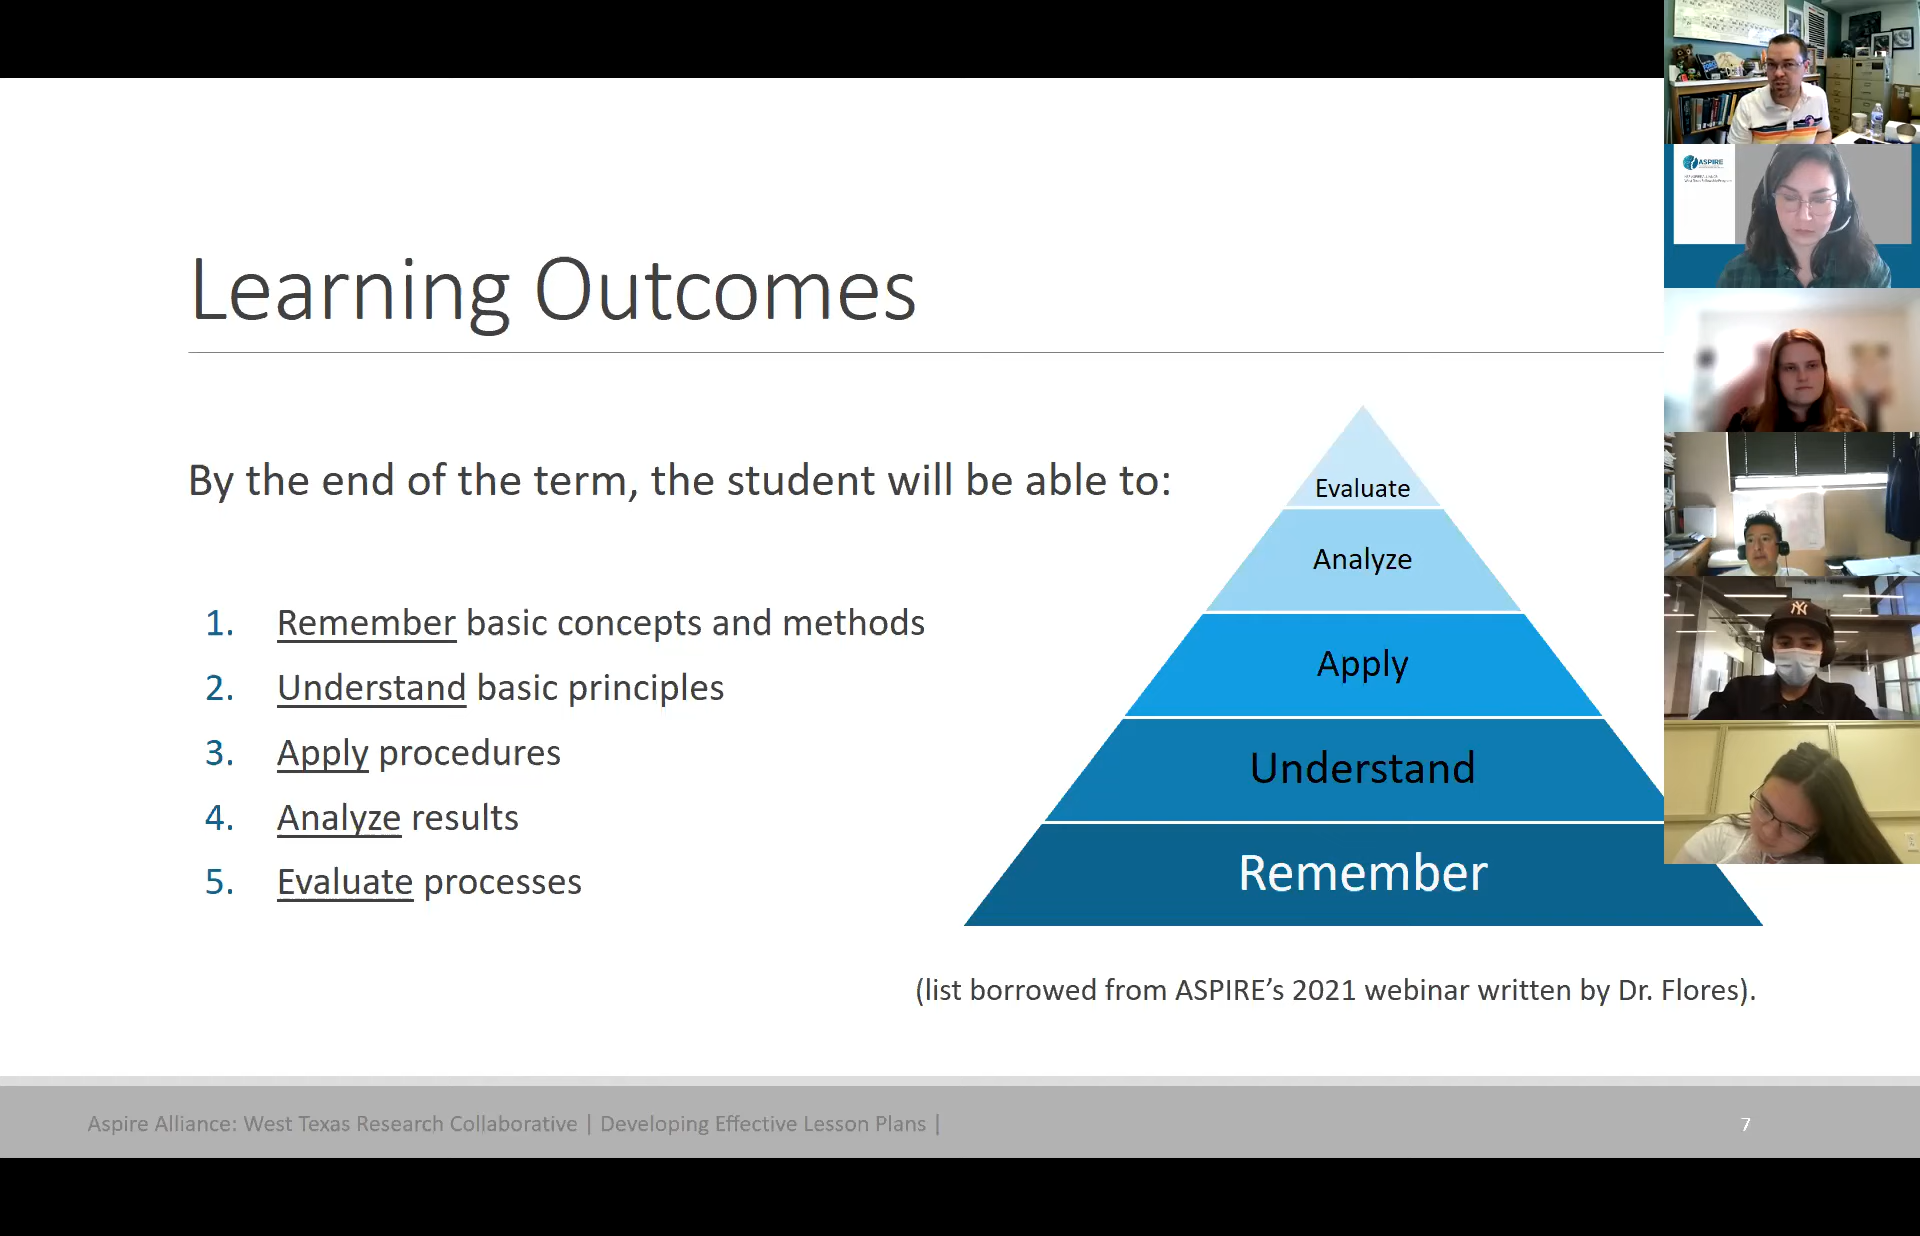 Learning Outcomes
By the end of the term, the student will be able to:
1. Remember basic concepts and methods
2. Understand basic principles
3. Apply procedures
4. Analyze results
5. Evaluate processes
Evaluate
Analyze
Apply
Understand
Remember
(list borrowed from ASPIRE’s 2021 webinar written by Dr. Flores).
Aspire Alliance: West Texas Research Collaborative | Developing Effective Lesson Plans |
7
ASPIRE